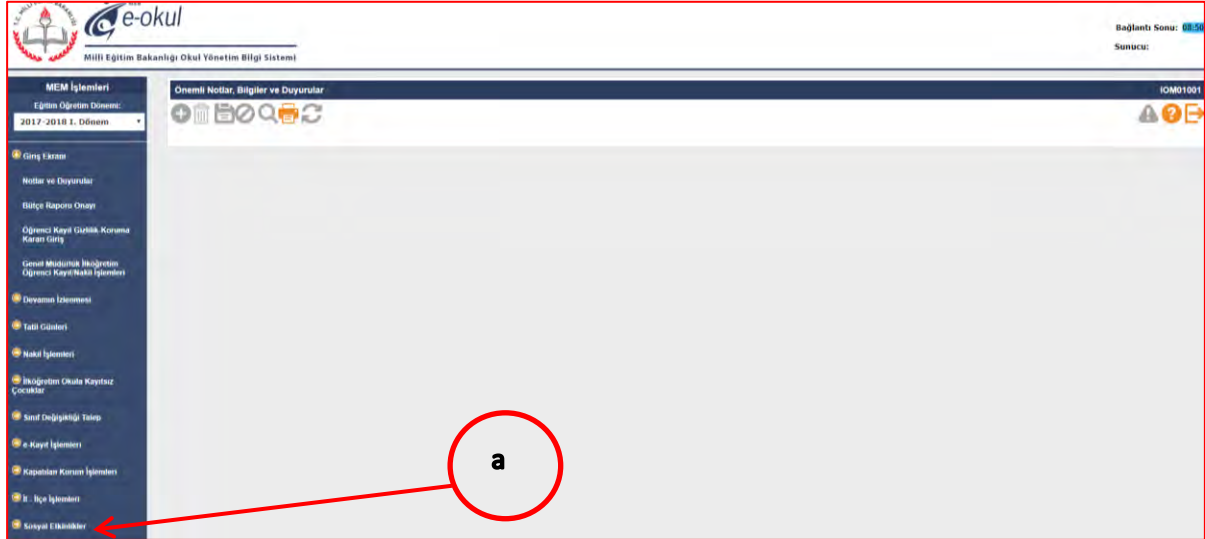 e-okul
Milli Eğitim Bakanlığı Okul Yönetim Bilgi Sistemi
Bağlantı Sonu: 08:50
Sunucu:
MEM İşlemleri
Eğitim Öğretim Dönemi:
2017-2018 1. Dönem
Önemli Notlar, Bilgiler ve Duyurular
IOM01001
Giriş Ekranı
Notlar ve Duyurular
Bütçe Raporu Onayı
Öğrenci Kayıt Gizlilik-Koruma
Kararı Giriş
Genel Müdürlük İlköğretim
Öğrenci Kayıt/Nakil İşlemleri
Devamın İzlenmesi
Tatil Günleri
Nakil İşlemleri
İlköğretim Okula Kayıtsız
Çocuklar
Sınıf Değişikliği Talep
e-Kayıt İşlemleri
Kapatılan Kurum İşlemleri
İl - İlçe İşlemleri
Sosyal Etkinlikler
a